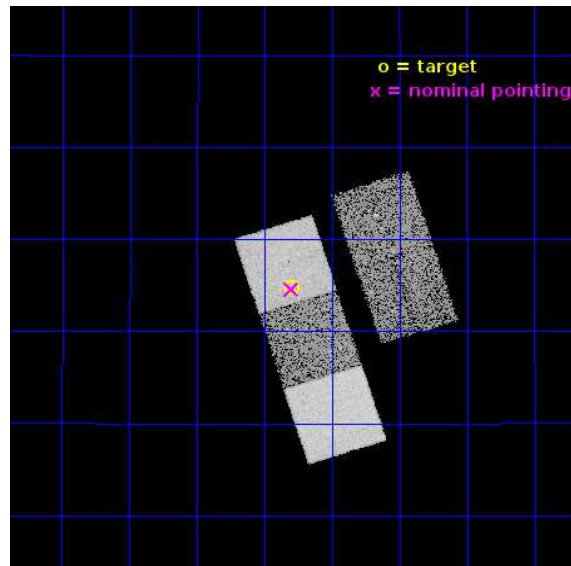 o = target
x = nominal pointing